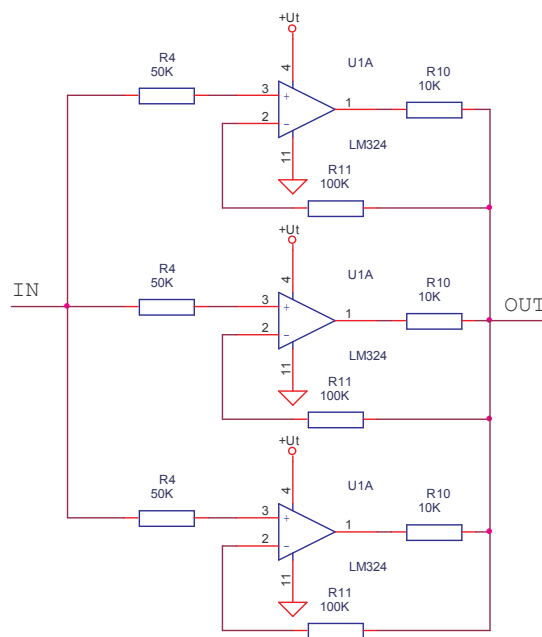 +Ut
R4
50K
4
U1A
R10
10K
3
+
1
2
−
11
LM324
R11
100K
+Ut
R4
50K
4
U1A
R10
10K
IN
3
+
1
OUT
2
−
11
LM324
R11
100K
+Ut
R4
50K
4
U1A
R10
10K
3
+
1
2
−
11
LM324
R11
100K